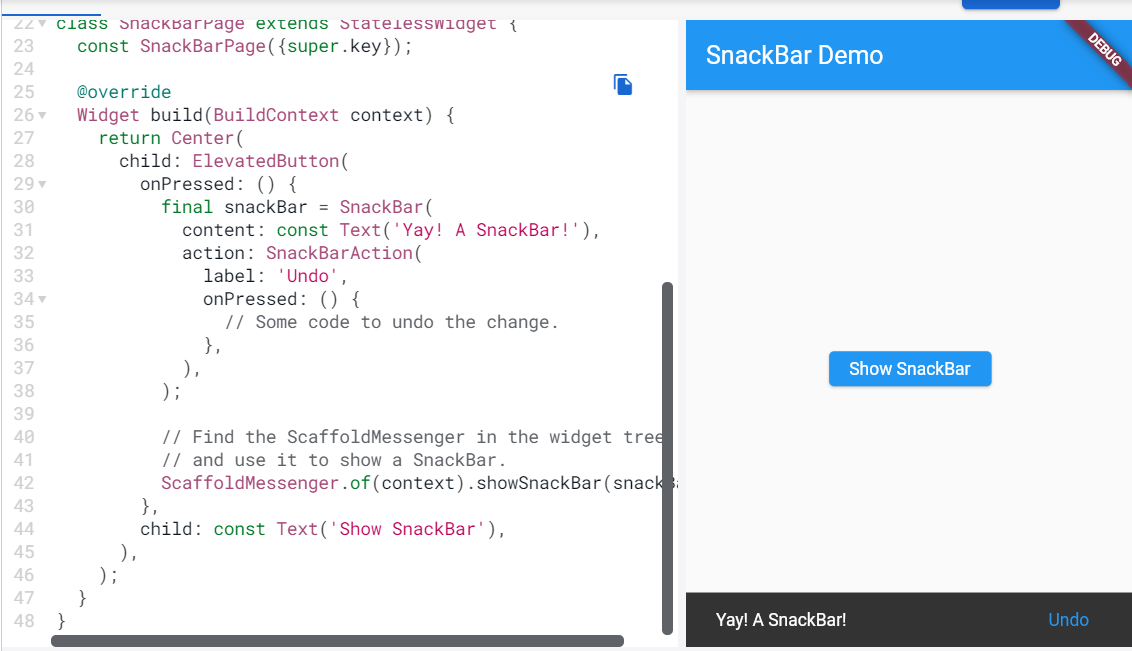 22 class SnackBarPage extends StatelessWidget {
23   const SnackBarPage({super.key});
24
25   @override
26   Widget build(BuildContext context) {
27     return Center(
28       child: ElevatedButton(
29         onPressed: () {
30           final snackBar = SnackBar(
31             content: const Text('Yay! A SnackBar!'),
32             action: SnackBarAction(
33               label: 'Undo',
34               onPressed: () {
35                 // Some code to undo the change.
36               },
37             ),
38           );
39
40           // Find the ScaffoldMessenger in the widget tree
41           // and use it to show a SnackBar.
42           ScaffoldMessenger.of(context).showSnackBar(snackBa
43         },
44         child: const Text('Show SnackBar'),
45       ),
46     );
47   }
48 }
SnackBar Demo
DEBUG
Show SnackBar
Yay! A SnackBar!
Undo